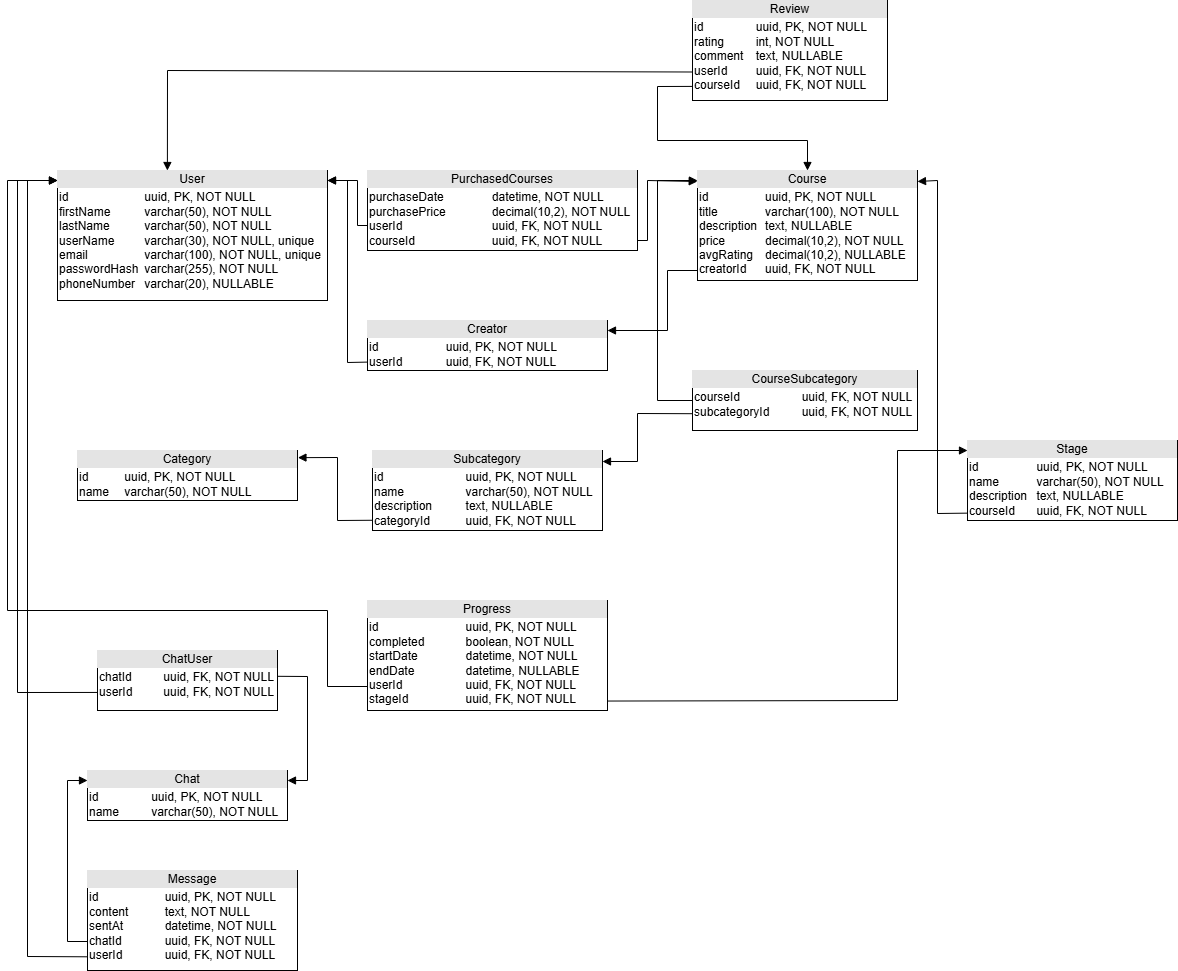 Review
id uuid, PK, NOT NULL
rating int, NOT NULL
comment text, NULLABLE
userId uuid, FK, NOT NULL
courseId uuid, FK, NOT NULL
User
id uuid, PK, NOT NULL
firstName varchar(50), NOT NULL
lastName varchar(50), NOT NULL
userName varchar(30), NOT NULL, unique
email varchar(100), NOT NULL, unique
passwordHash varchar(255), NOT NULL
phoneNumber varchar(20), NULLABLE
PurchasedCourses
purchaseDate datetime, NOT NULL
purchasePrice decimal(10,2), NOT NULL
userId uuid, FK, NOT NULL
courseId uuid, FK, NOT NULL
Course
id uuid, PK, NOT NULL
title varchar(100), NOT NULL
description text, NULLABLE
price decimal(10,2), NOT NULL
avgRating decimal(10,2), NULLABLE
creatorId uuid, FK, NOT NULL
Creator
id uuid, PK, NOT NULL
userId uuid, FK, NOT NULL
CourseSubcategory
courseId uuid, FK, NOT NULL
subcategoryId uuid, FK, NOT NULL
Category
id uuid, PK, NOT NULL
name varchar(50), NOT NULL
Subcategory
id uuid, PK, NOT NULL
name varchar(50), NOT NULL
description text, NULLABLE
categoryId uuid, FK, NOT NULL
Stage
id uuid, PK, NOT NULL
name varchar(50), NOT NULL
description text, NULLABLE
courseId uuid, FK, NOT NULL
Progress
id uuid, PK, NOT NULL
completed boolean, NOT NULL
startDate datetime, NOT NULL
endDate datetime, NULLABLE
userId uuid, FK, NOT NULL
stageId uuid, FK, NOT NULL
ChatUser
chatId uuid, FK, NOT NULL
userId uuid, FK, NOT NULL
Chat
id uuid, PK, NOT NULL
name varchar(50), NOT NULL
Message
id uuid, PK, NOT NULL
content text, NOT NULL
sentAt datetime, NOT NULL
chatId uuid, FK, NOT NULL
userId uuid, FK, NOT NULL